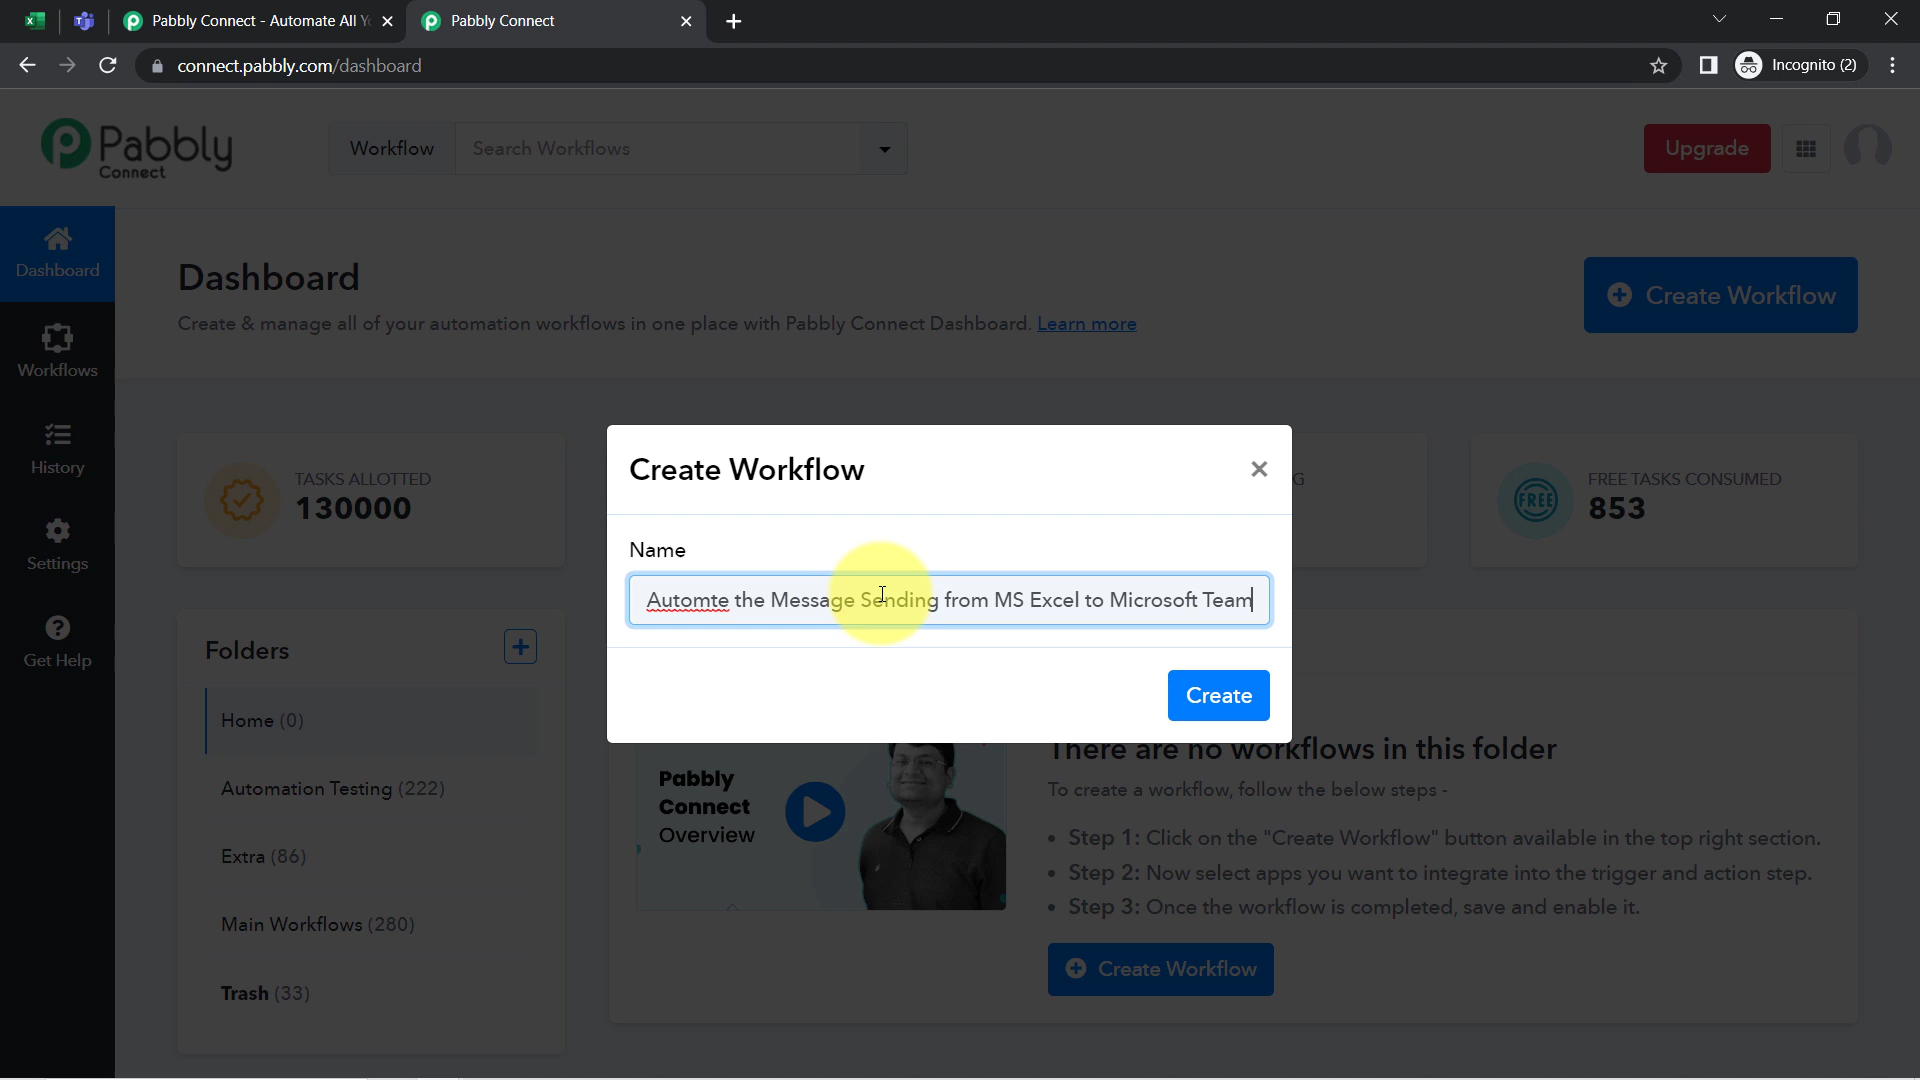 Pabbly Connect - Automate All Y
Pabbly Connect
connect.pabbly.com/dashboard
Incognito (2)
Pabbly
Connect
Workflow
Search Workflows
Upgrade
Dashboard
Workflows
History
Settings
Get Help
Dashboard
Create & manage all of your automation workflows in one place with Pabbly Connect Dashboard. Learn more
Create Workflow
TASKS ALLOTTED
130000
G
FREE
FREE TASKS CONSUMED
853
Create Workflow
Name
Automte the Message Sending from MS Excel to Microsoft Team
Create
Folders
Home (0)
Automation Testing (222)
Extra (86)
Main Workflows (280)
Trash (33)
Pabbly
Connect
Overview
There are no workflows in this folder
To create a workflow, follow the below steps -
• Step 1: Click on the "Create Workflow" button available in the top right section.
• Step 2: Now select apps you want to integrate into the trigger and action step.
• Step 3: Once the workflow is completed, save and enable it.
Create Workflow